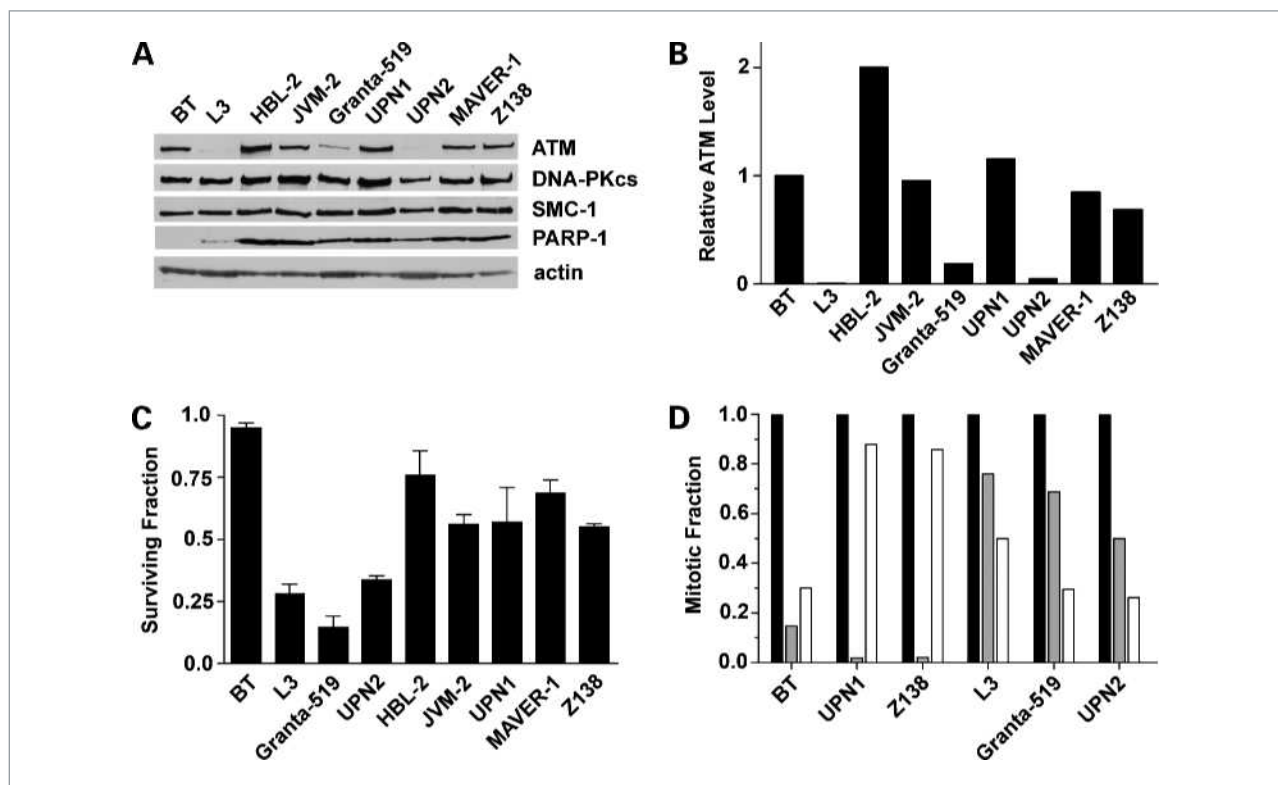 A
BT L3 HBL-2 JVM-2 Granta-519 UPN1 UPN2 MAVER-1 Z138
ATM
DNA-PKcs
SMC-1
PARP-1
actin
B
Relative ATM Level
2
1
0
BT L3 HBL-2 JVM-2 Granta-519 UPN1 UPN2 MAVER-1 Z138
C
Surviving Fraction
1.0
0.75
0.5
0.25
0.0
BT L3 Granta-519 UPN2 HBL-2 JVM-2 UPN1 MAVER-1 Z138
D
Mitotic Fraction
1.0
0.8
0.6
0.4
0.2
0.0
BT UPN1 Z138 L3 Granta-519 UPN2